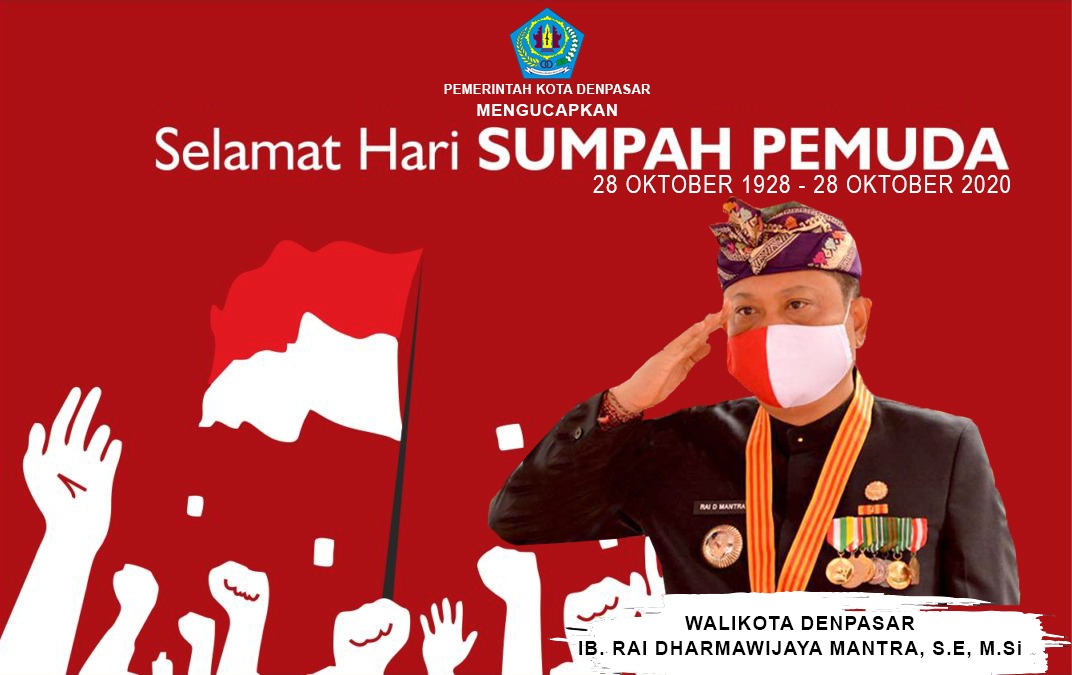 PEMERINTAH KOTA DENPASAR
MENGUCAPKAN
Selamat Hari SUMPAH PEMUDA
28 OKTOBER 1928 - 28 OKTOBER 2020
RAI D MANTRA
WALIKOTA DENPASAR
IB. RAI DHARMAWIJAYA MANTRA, S.E, M.Si